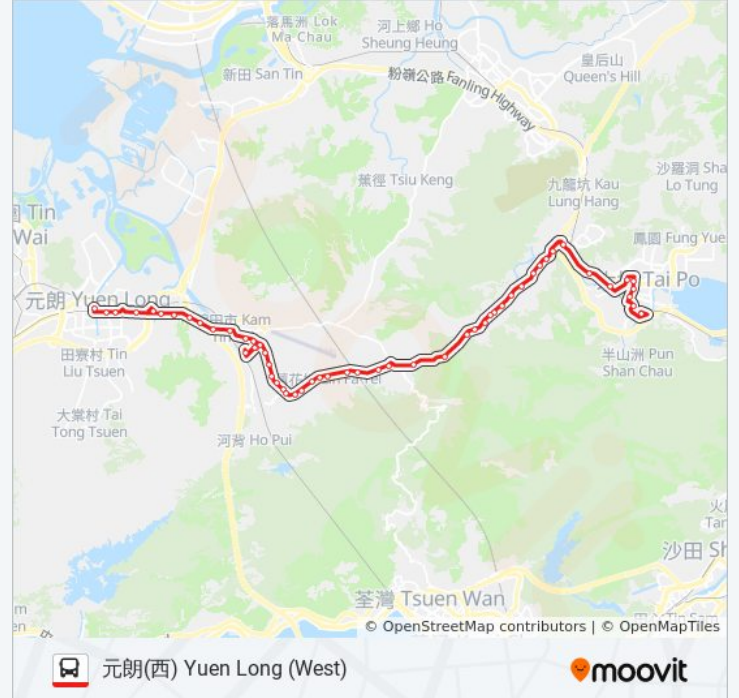 落馬洲 Lok
Ma Chau
河上鄉 Ho
Sheung Heung
新田 San Tin
粉嶺公路 Fanling Highway
皇后山
Queen's Hill
蕉徑 Tsiu Keng
九龍坑 Kau
Lung Hang
沙羅洞 Sha
Lo Tung
Tin
Wai
鳳園 Fung Yue
元朗 Yuen Long
Tai Po
田市 Kam
田寮村 Tin
Liu Tsuen
半山洲 Pun
Shan Chau
大棠村 Tai
Tong Tsuen
河背 Ho Pui
沙田 Sh
荃灣 Tsuen Wan
© OpenStreetMap contributors | © OpenMapTiles
元朗(西) Yuen Long (West)
moovit